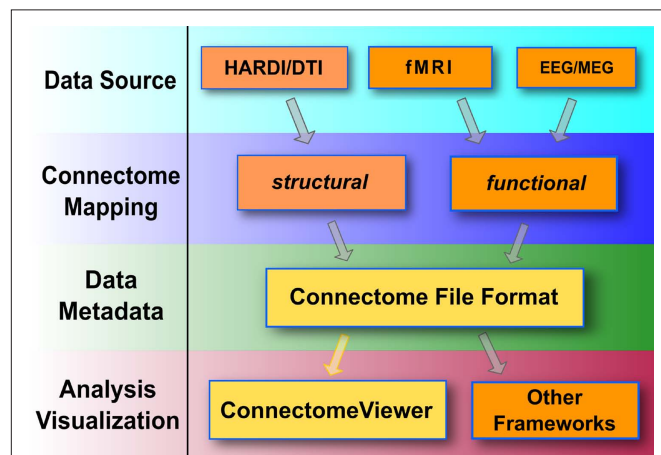 Data Source
HARDI/DTI
fMRI
EEG/MEG
Connectome
Mapping
structural
functional
Data
Metadata
Connectome File Format
Analysis
Visualization
ConnectomeViewer
Other
Frameworks